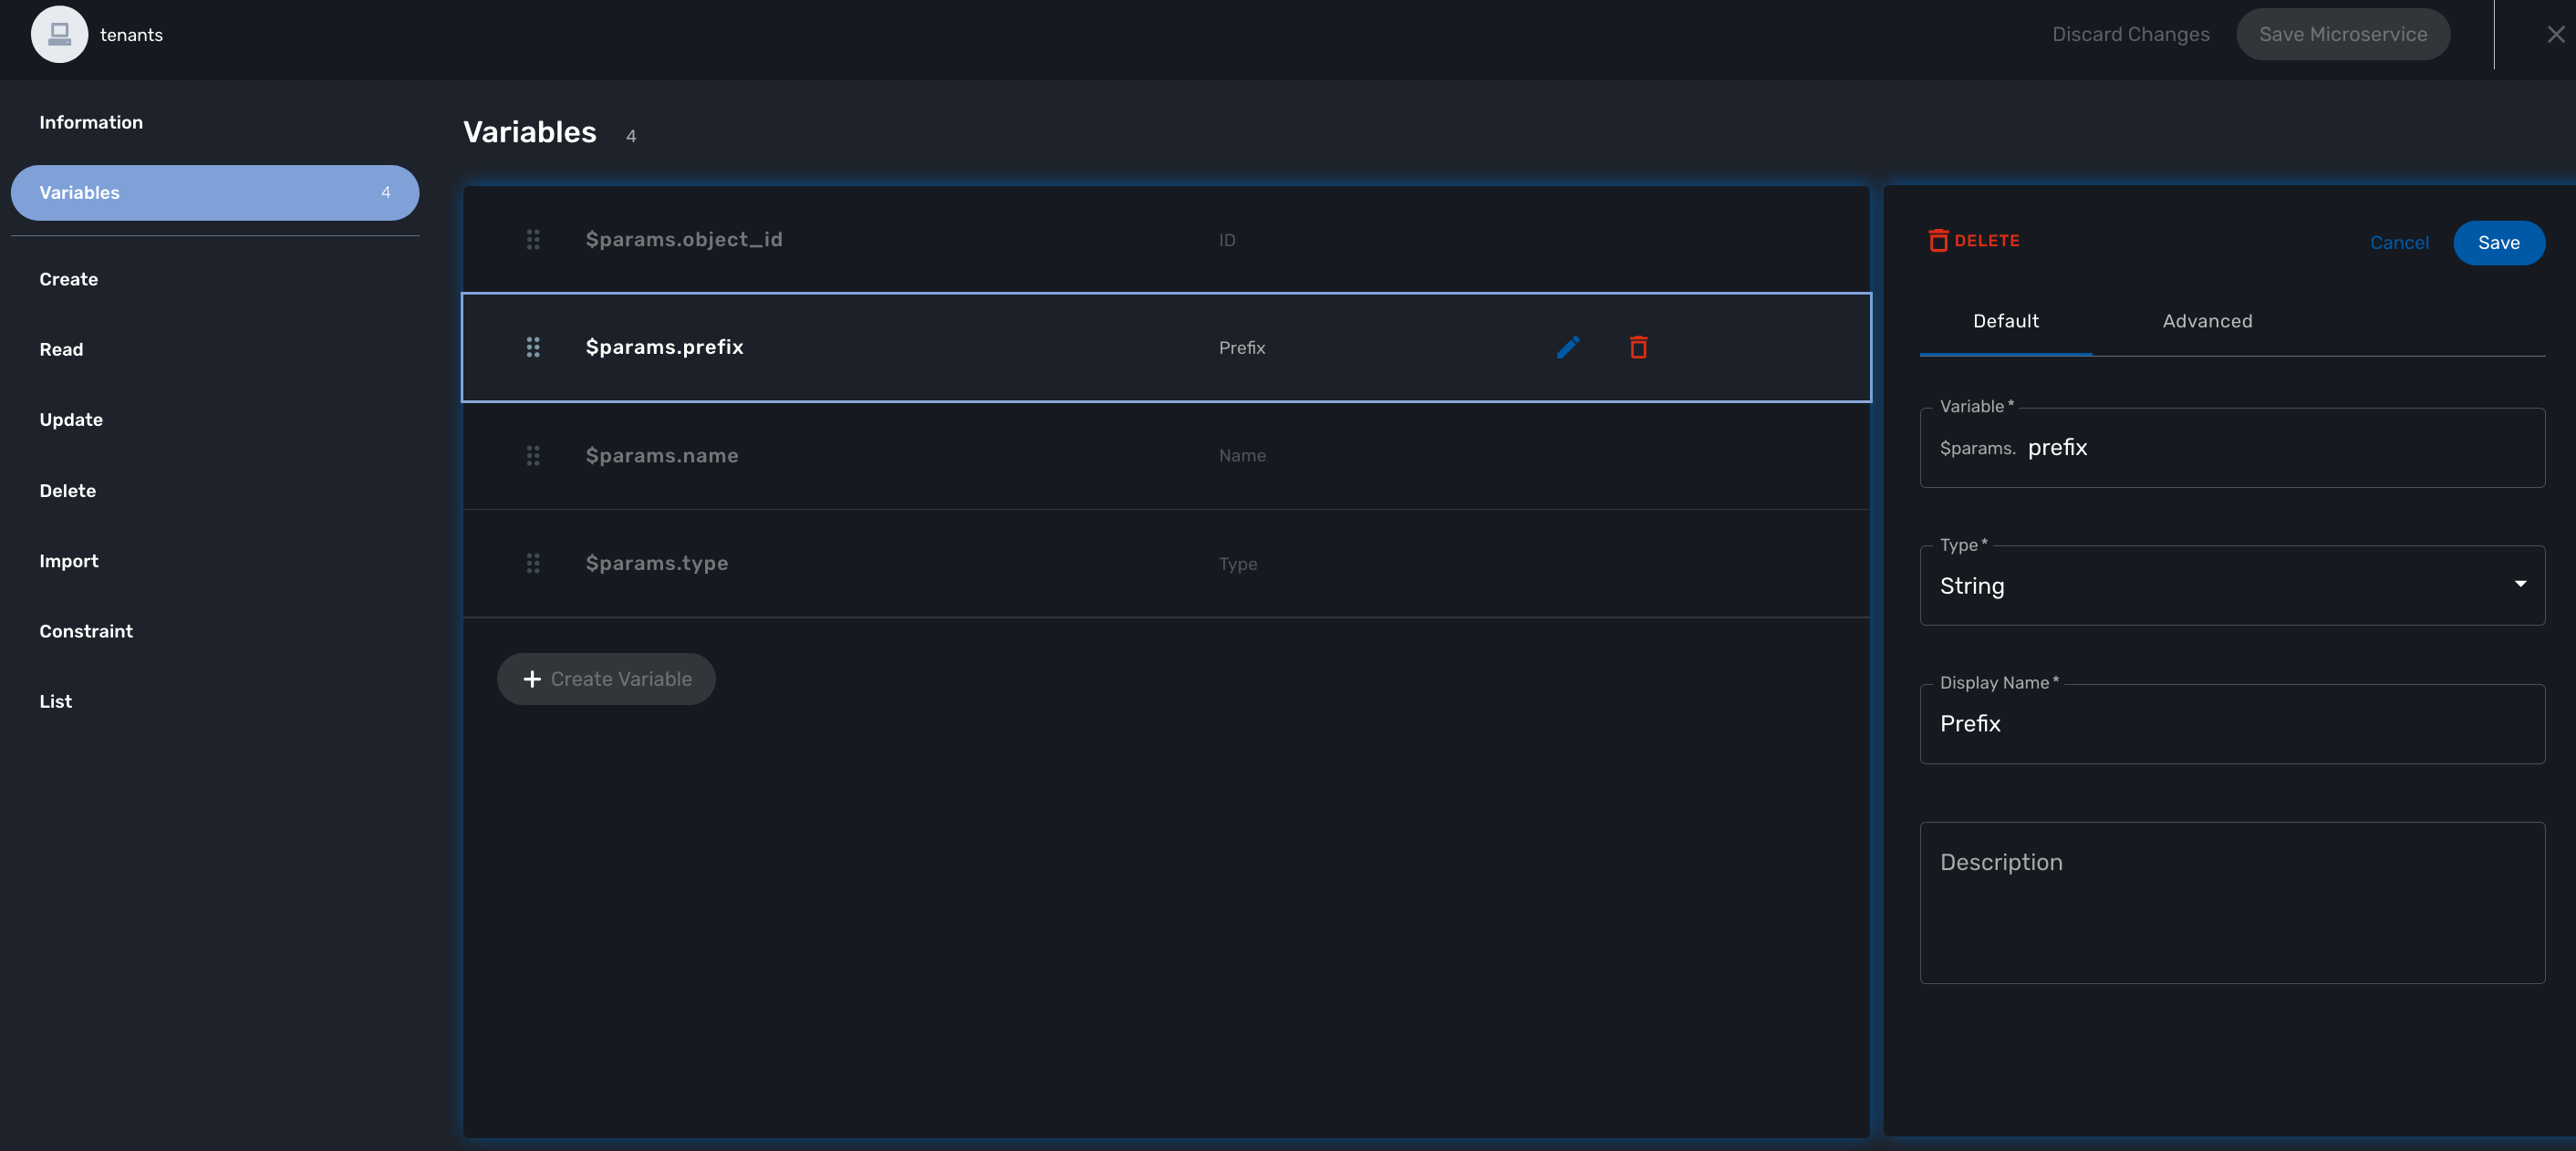 tenants
Discard Changes
Save Microservice
Information
Variables 4
Create
Read
Update
Delete
Import
Constraint
List
Variables 4
$params.object_id ID
$params.prefix Prefix
$params.name Name
$params.type Type
Create Variable
DELETE
Cancel
Save
Default
Advanced
Variable *
$params. prefix
Type *
String
Display Name *
Prefix
Description